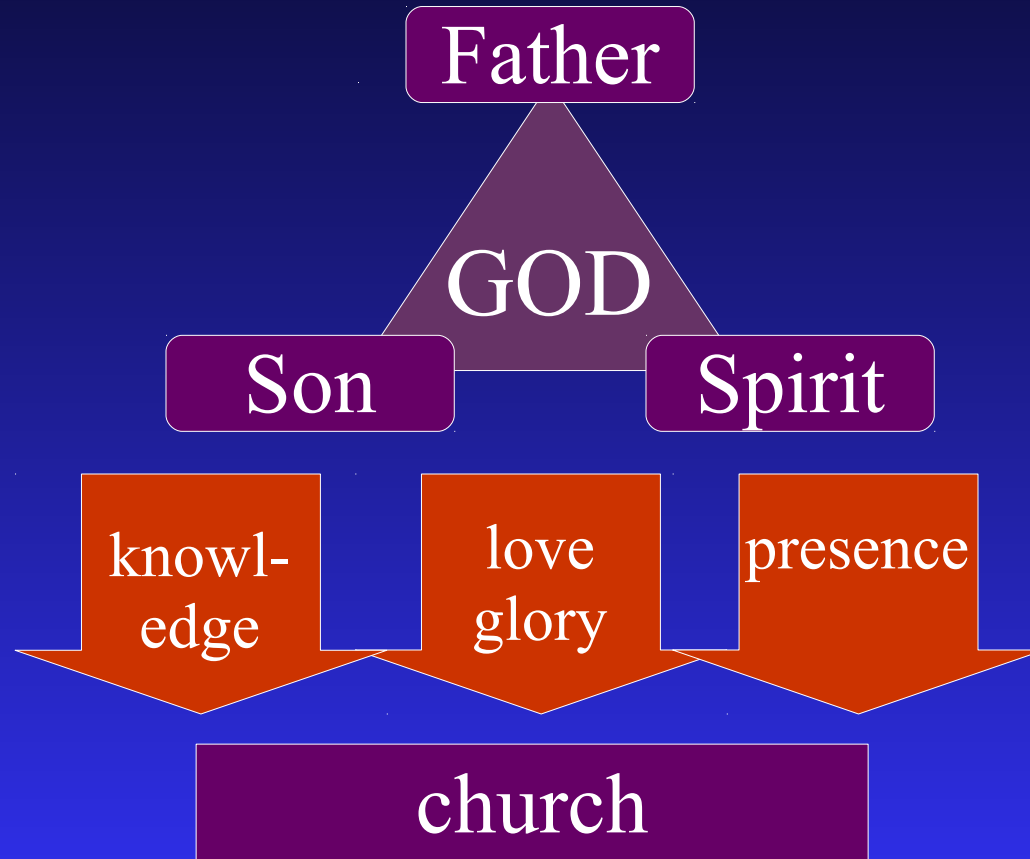 Father
GOD
Son
Spirit
knowl-
edge
love
glory
presence
church